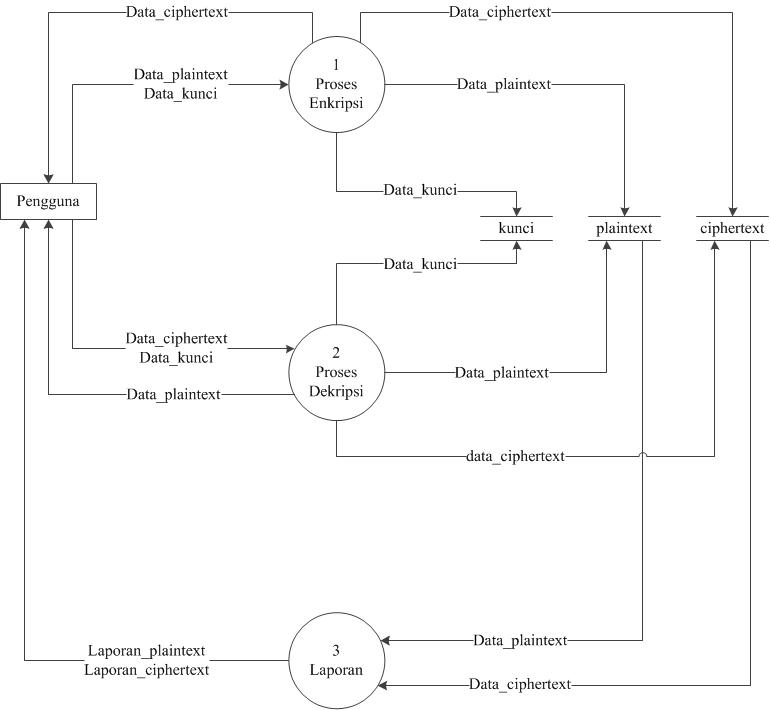 Data_ciphertext
Data_ciphertext
1
Proses
Enkripsi
Data_plaintext
Data_kunci
Data_plaintext
Data_kunci
Pengguna
kunci
plaintext
ciphertext
Data_kunci
Data_ciphertext
Data_kunci
2
Proses
Dekripsi
Data_plaintext
Data_plaintext
data_ciphertext
Data_plaintext
3
Laporan
Laporan_plaintext
Laporan_ciphertext
Data_ciphertext